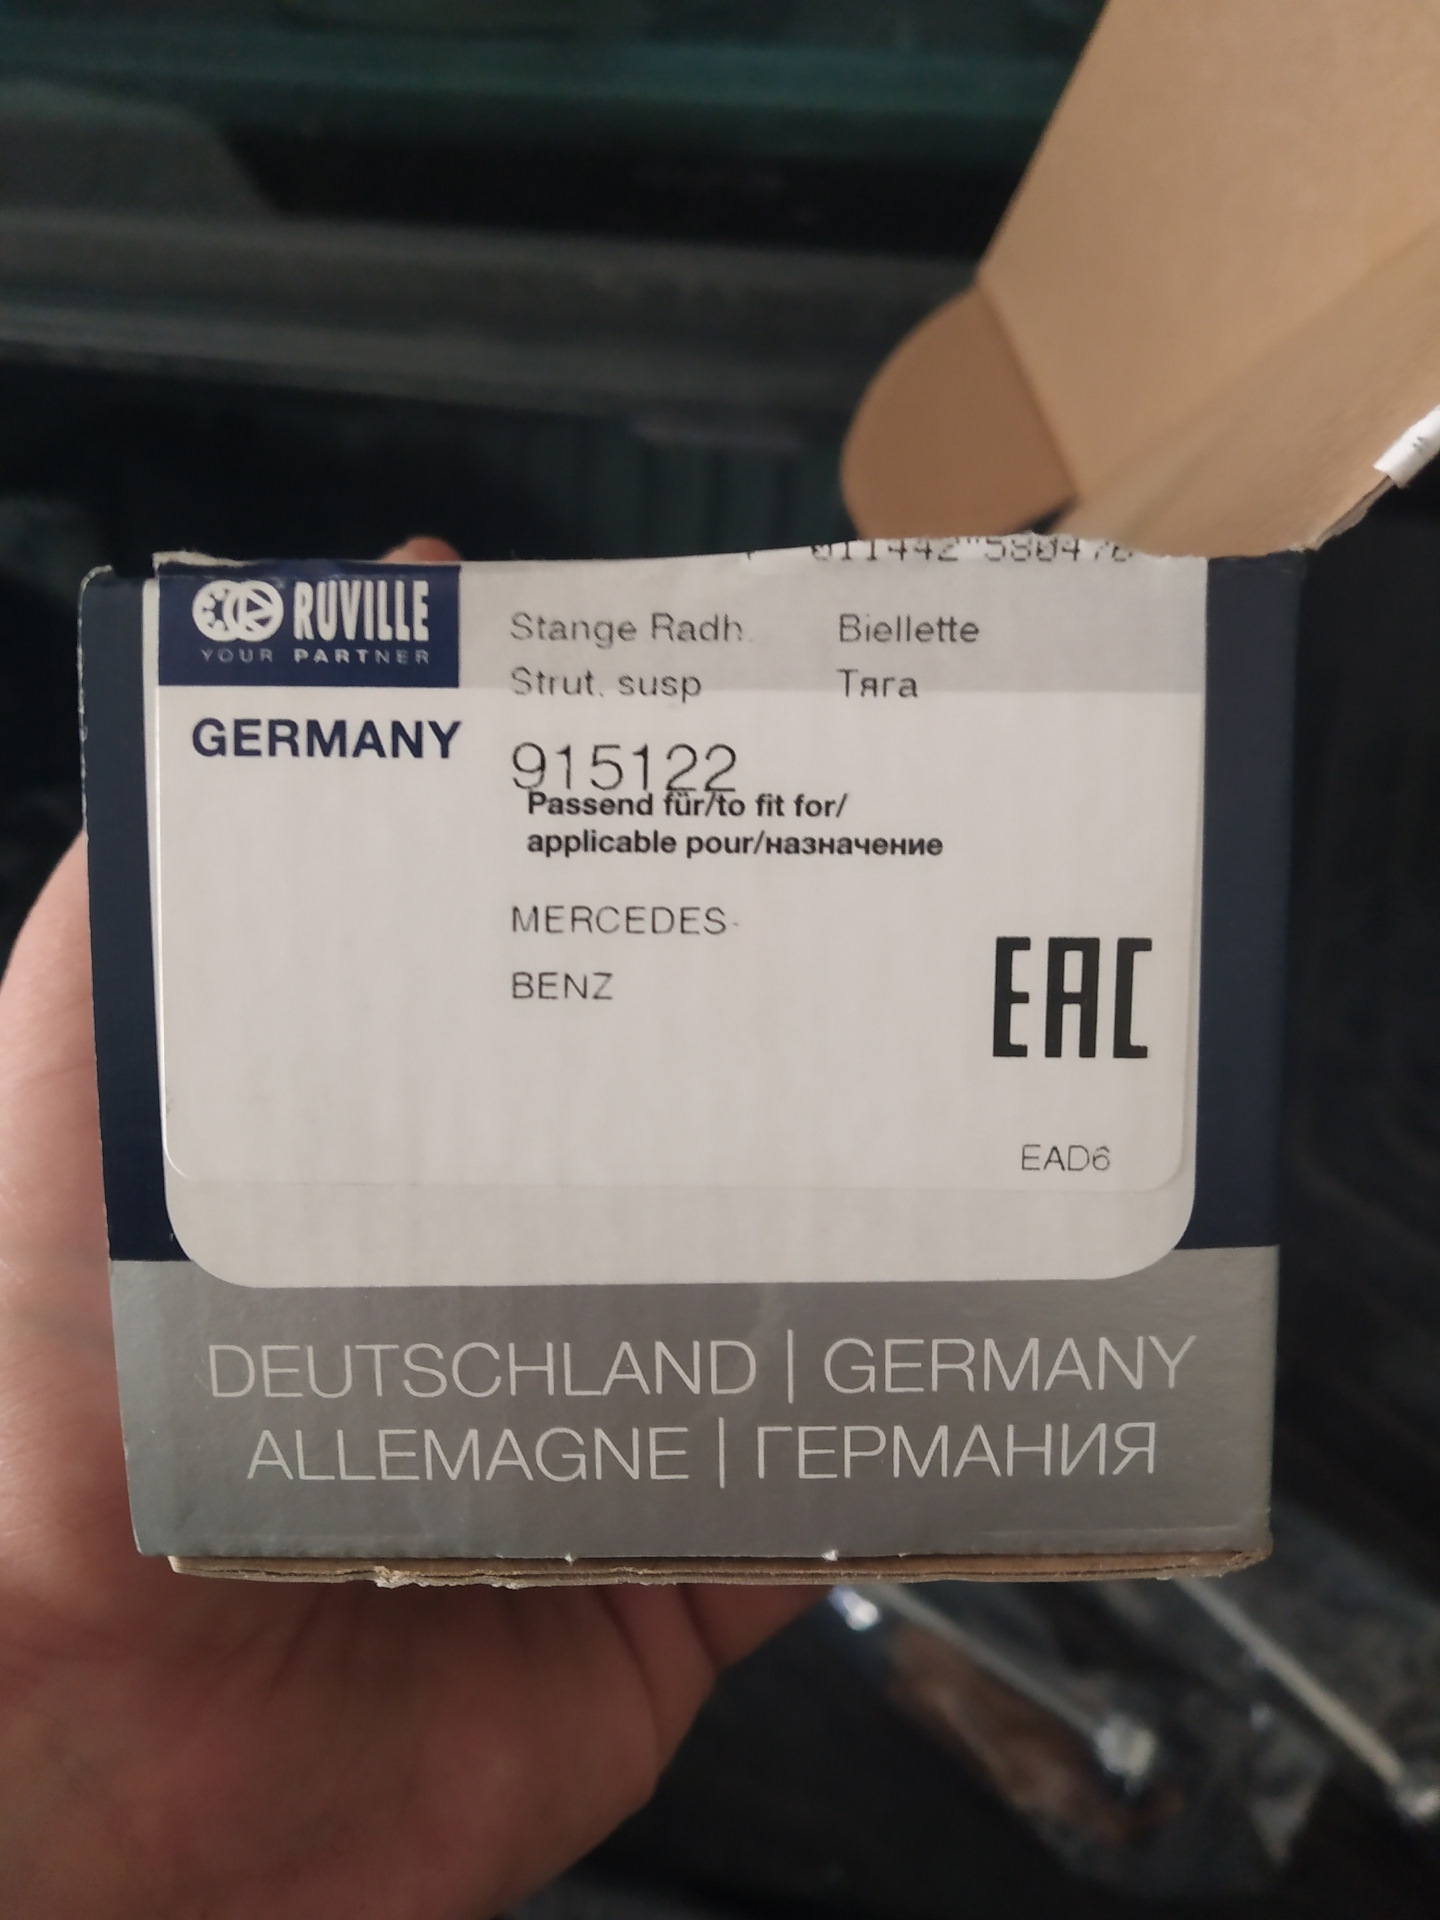 RUVILLE
YOUR PARTNER
GERMANY
Stange Radh. Biellette
Strut. susp Тяга
915122
Passend für/to fit for/
applicable pour/назначение
MERCEDES-
BENZ
EAC
EAD6
DEUTSCHLAND | GERMANY
ALLEMAGNE | ГЕРМАНИЯ